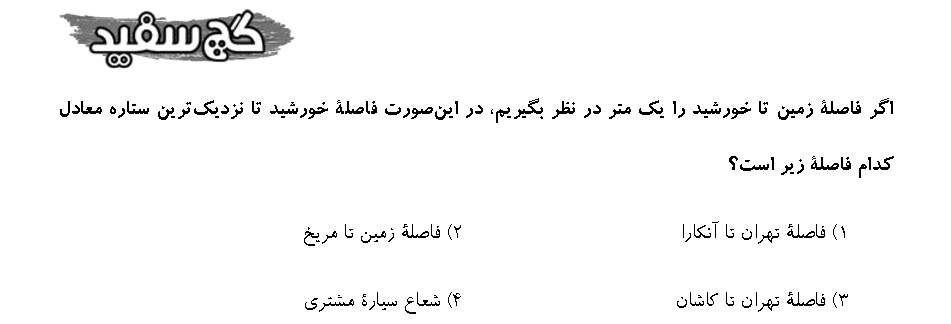 گچ سفید
اگر فاصلهٔ زمین تا خورشید را یک متر در نظر بگیریم، در این‌صورت فاصلهٔ خورشید تا نزدیک‌ترین ستاره معادل
کدام فاصلهٔ زیر است؟
۱) فاصلهٔ تهران تا آنکارا ۲) فاصلهٔ زمین تا مریخ
۳) فاصلهٔ تهران تا کاشان ۴) شعاع سیارهٔ مشتری